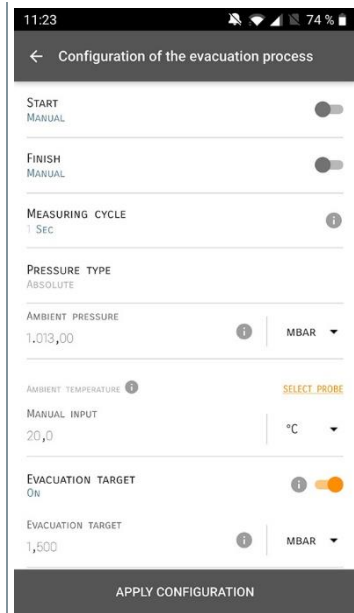 11:23 74 %
Configuration of the evacuation process
START
MANUAL
FINISH
MANUAL
MEASURING CYCLE
1 SEC
PRESSURE TYPE
ABSOLUTE
AMBIENT PRESSURE
1.013,00 MBAR
AMBIENT TEMPERATURE SELECT PROBE
MANUAL INPUT
20,0 °C
EVACUATION TARGET
ON
EVACUATION TARGET
1,500 MBAR
APPLY CONFIGURATION